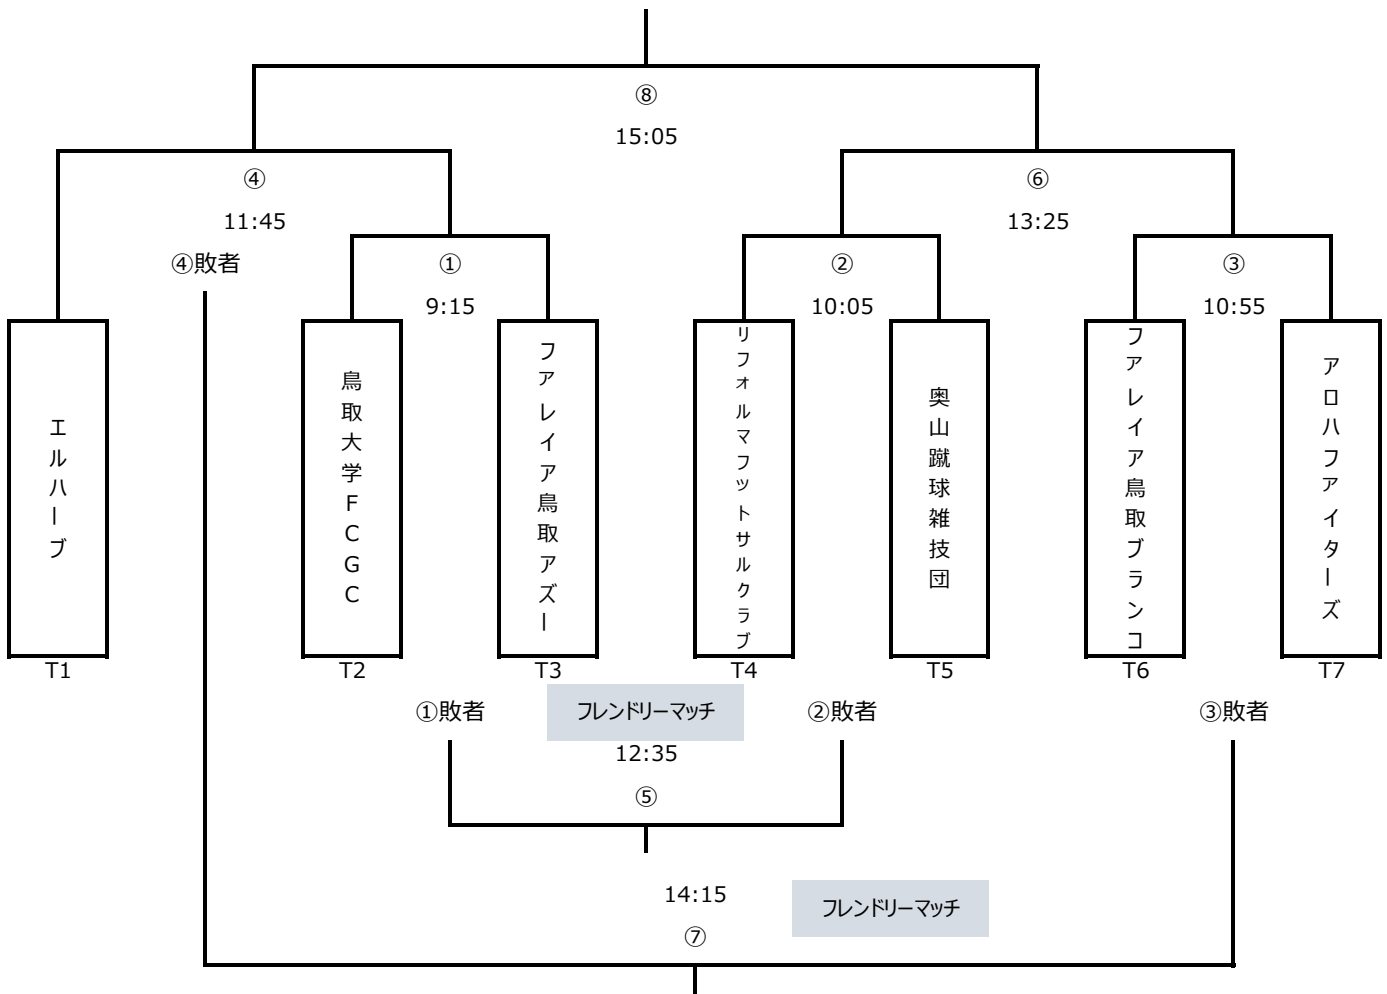 ⑧
15:05
④
⑥
11:45
13:25
④敗者
①
②
③
9:15
10:05
10:55
エルハーブ
鳥取大学FCGC
ファレイア鳥取アズー
リフォルマフットサルクラブ
奥山蹴球雑技団
ファレイア鳥取ブランコ
アロハファイターズ
T1
T2
T3
T4
T5
T6
T7
①敗者
フレンドリーマッチ
②敗者
③敗者
12:35
⑤
14:15
フレンドリーマッチ
⑦